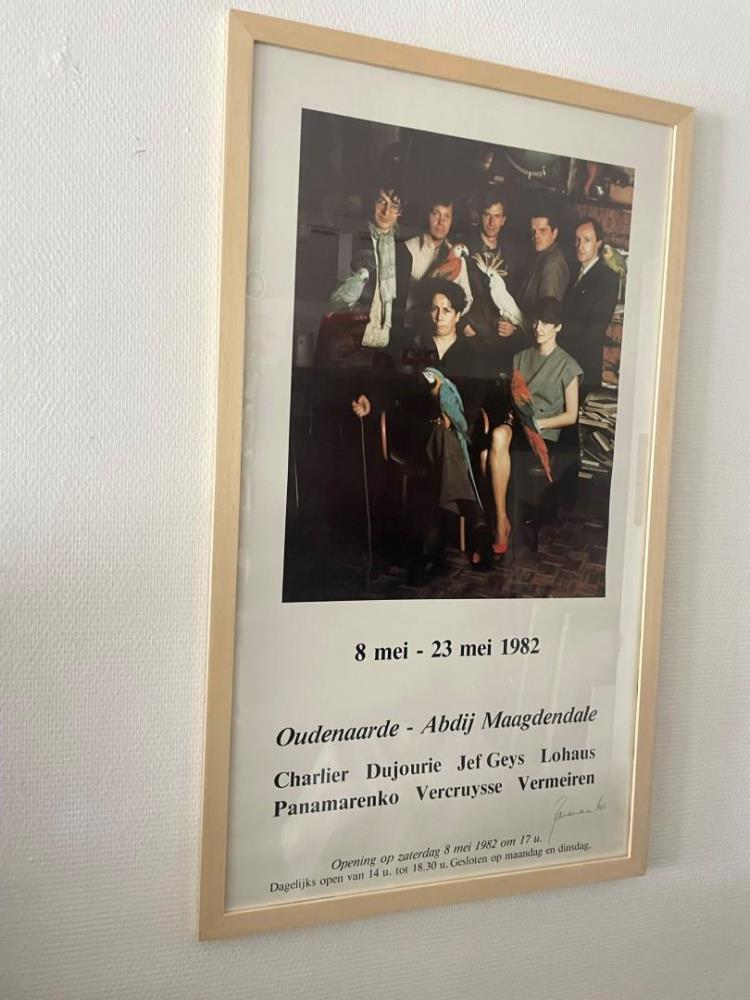 8 mei - 23 mei 1982
Oudenaarde - Abdij Maagdendale
Charlier Dujourie Jef Geys Lohaus
Panamarenko Vercruysse Vermeiren
Opening op zaterdag 8 mei 1982 om 17 u.
Dagelijks open van 14 u. tot 18.30 u. Gesloten op maandag en dinsdag.